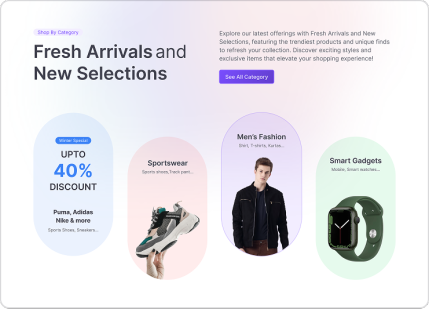 Shop By Category
Fresh Arrivals and
New Selections
Explore our latest offerings with Fresh Arrivals and New
Selections, featuring the trendiest products and unique finds
to refresh your collection. Discover exciting styles and
exclusive items that elevate your shopping experience!
See All Category
Winter Special
UPTO
40%
DISCOUNT
Puma, Adidas
Nike & more
Sports Shoes, Sneakers...
Sportswear
Sports shoes,Track pant...
Men's Fashion
Shirt, T-shirts, Kurtas...
Smart Gadgets
Mobile, Smart watches...